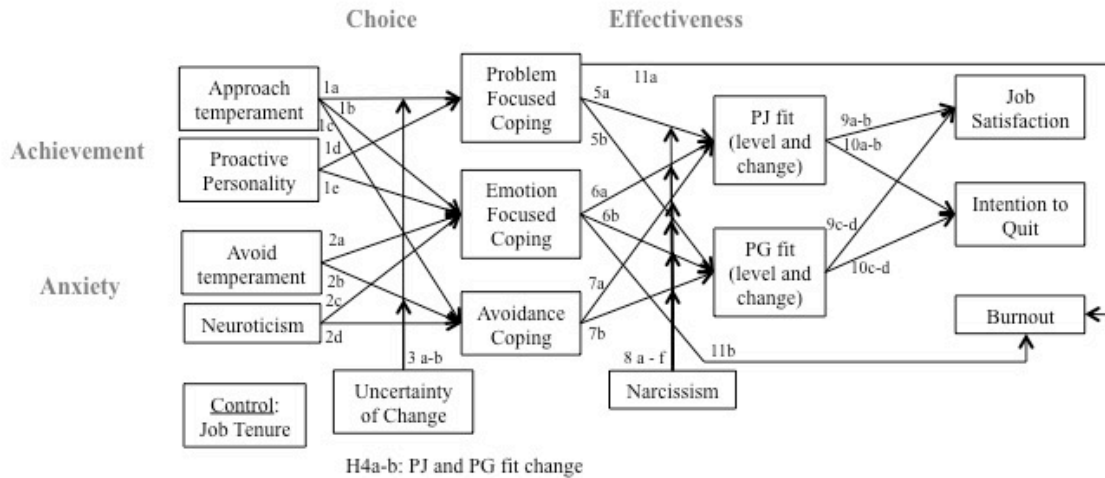 Choice
Effectiveness
Achievement
Anxiety
Approach
temperament
Proactive
Personality
Avoid
temperament
Neuroticism
Control:
Job Tenure
1a
1b
1c
1d
1e
2a
2b
2c
2d
3 a-b
Uncertainty
of Change
Problem
Focused
Coping
Emotion
Focused
Coping
Avoidance
Coping
11a
5a
5b
6a
6b
7a
7b
11b
8 a - f
Narcissism
PJ fit
(level and
change)
PG fit
(level and
change)
9a-b
10a-b
9c-d
10c-d
Job
Satisfaction
Intention to
Quit
Burnout
H4a-b: PJ and PG fit change